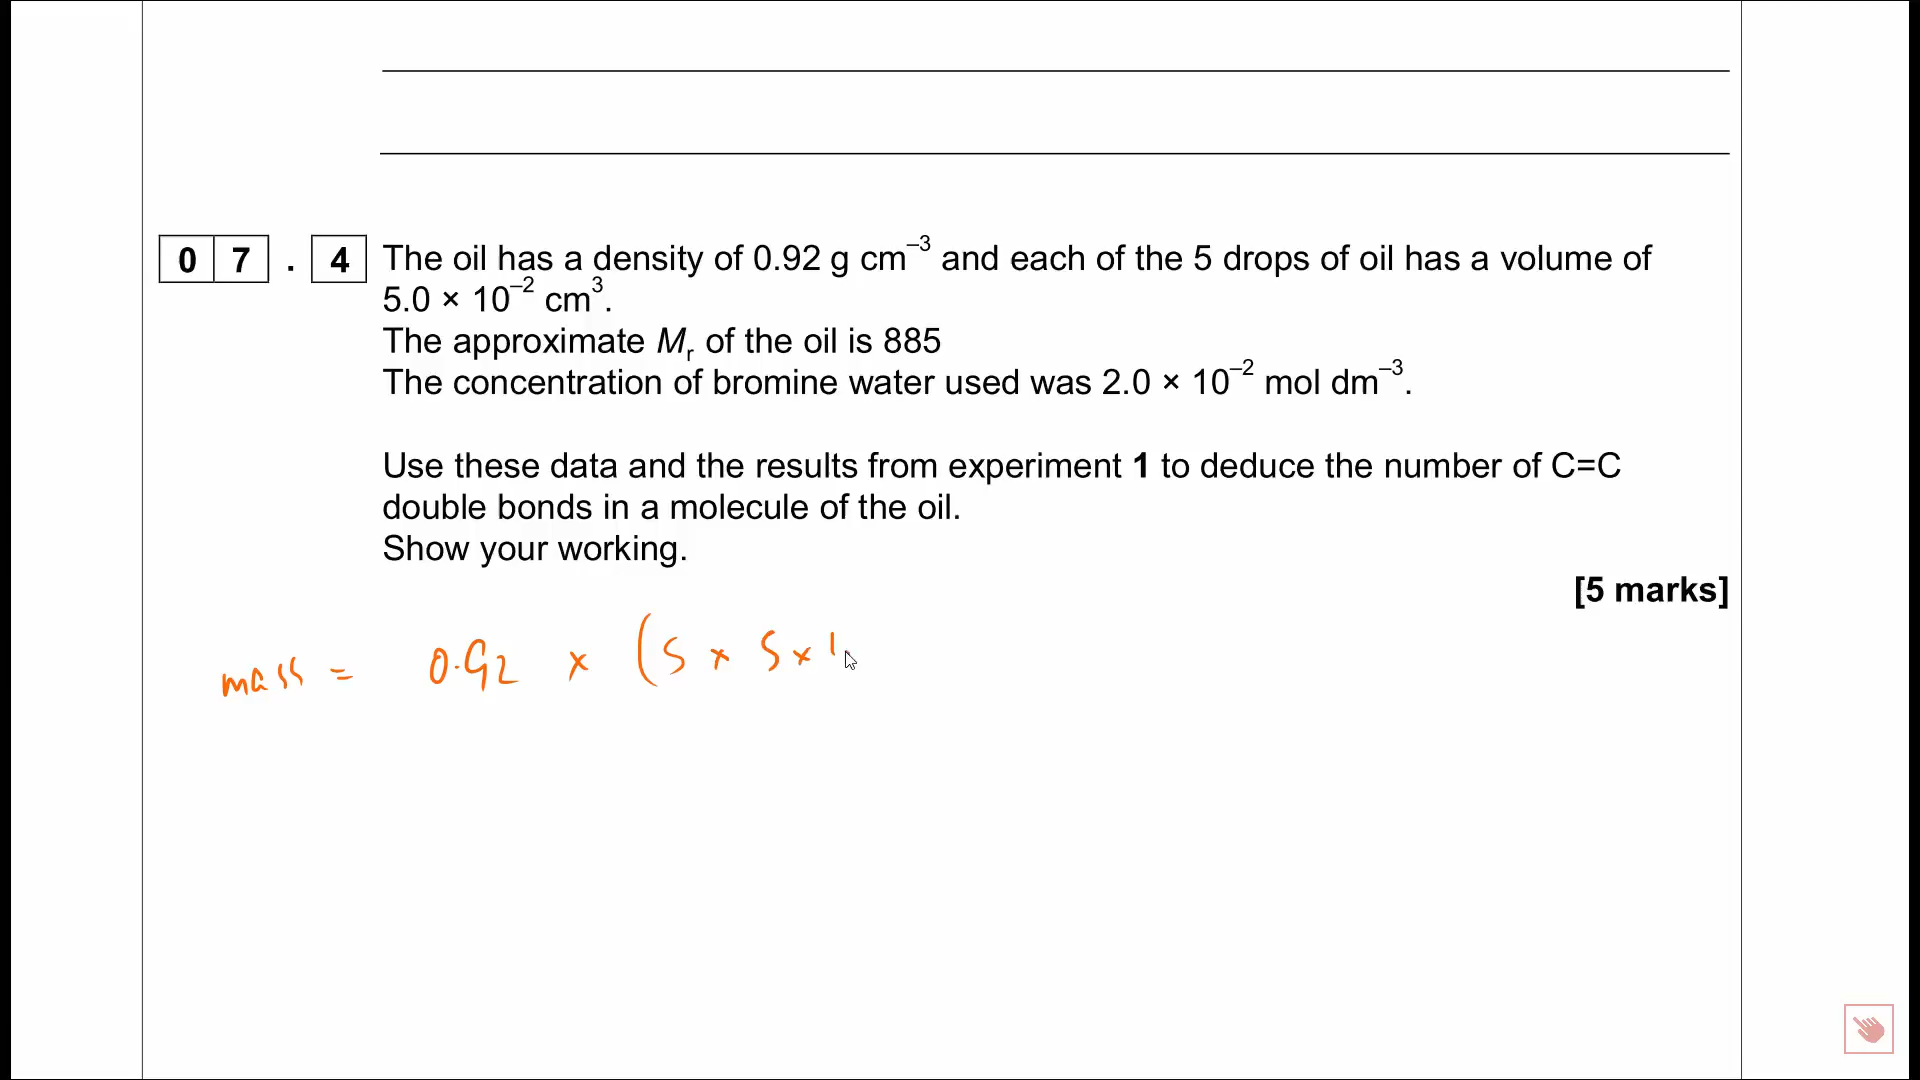 07.4 The oil has a density of 0.92 g cm⁻³ and each of the 5 drops of oil has a volume of
5.0 × 10⁻² cm³.
The approximate Mᵣ of the oil is 885
The concentration of bromine water used was 2.0 × 10⁻² mol dm⁻³.
Use these data and the results from experiment 1 to deduce the number of C=C
double bonds in a molecule of the oil.
Show your working.
[5 marks]
mass = 0.92 × (5 × 5 × 1